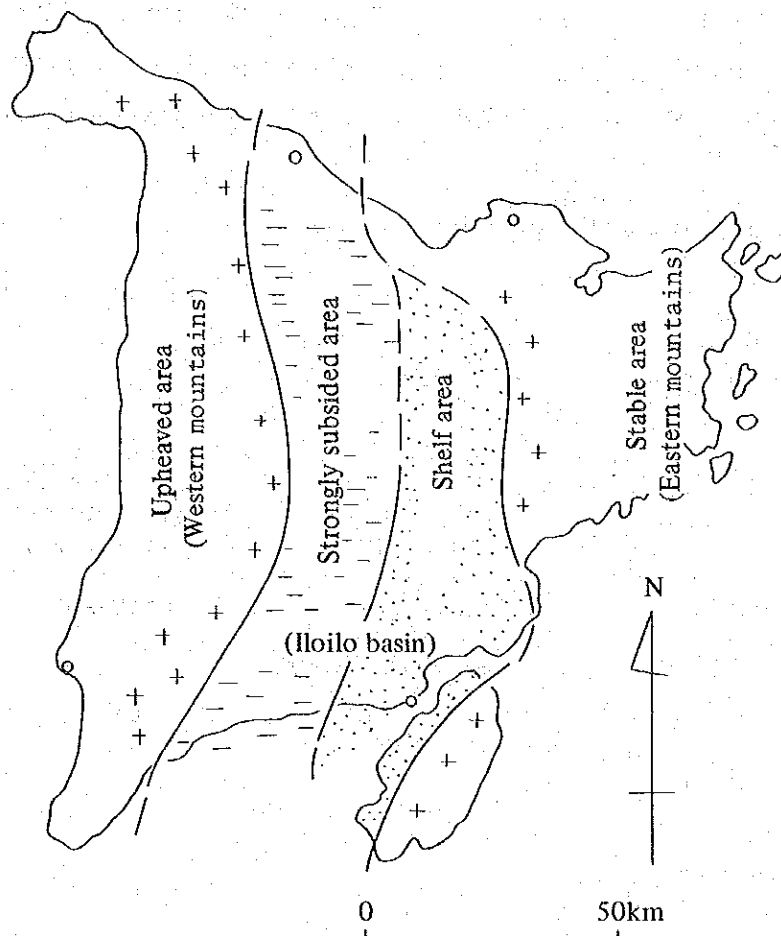 Upheaved area
(Western mountains)
Strongly subsided area
Shelf area
Stable area
(Eastern mountains)
(Iloilo basin)
N
0 50km